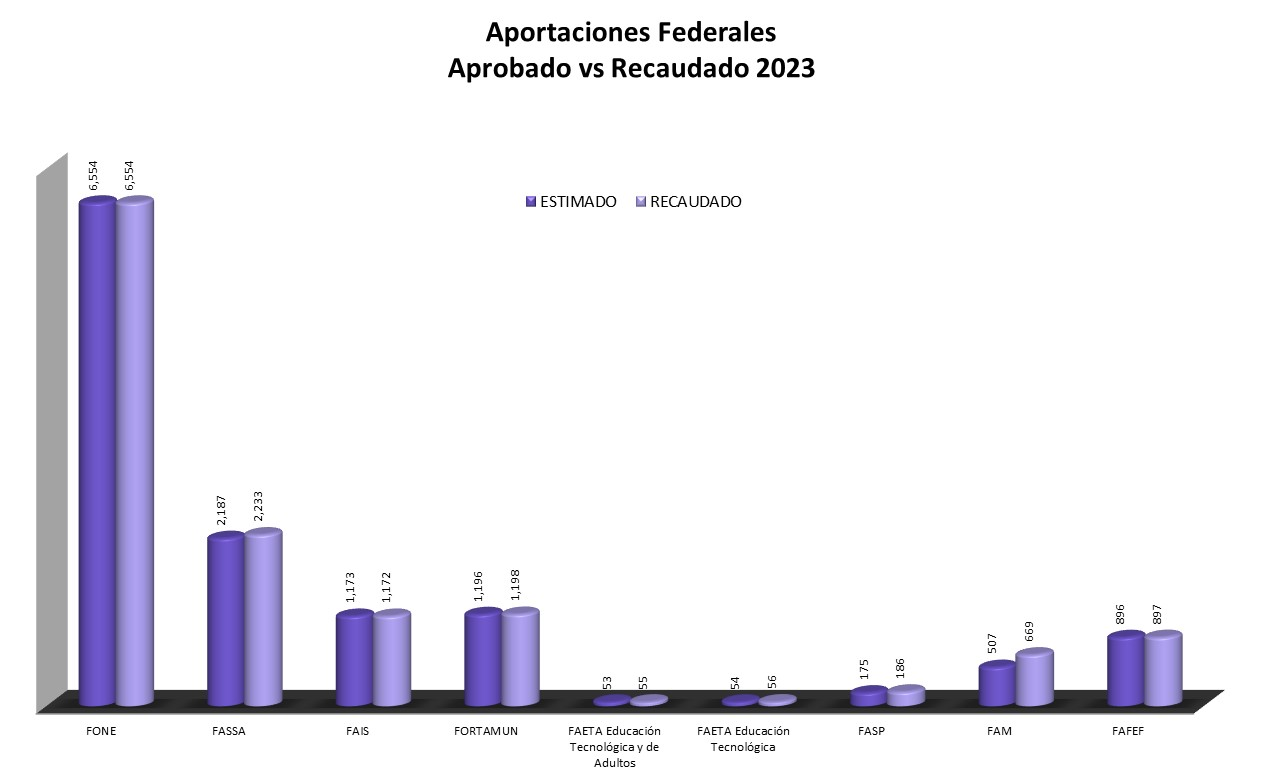 Aportaciones Federales
Aprobado vs Recaudado 2023
ESTIMADO RECAUDADO
6,554 6,554
2,187 2,233
1,173 1,172
1,196 1,198
53 55
54 56
175 186
507 669
896 897
FONE
FASSA
FAIS
FORTAMUN
FAETA Educación
Tecnológica y de
Adultos
FAETA Educación
Tecnológica
FASP
FAM
FAFEF